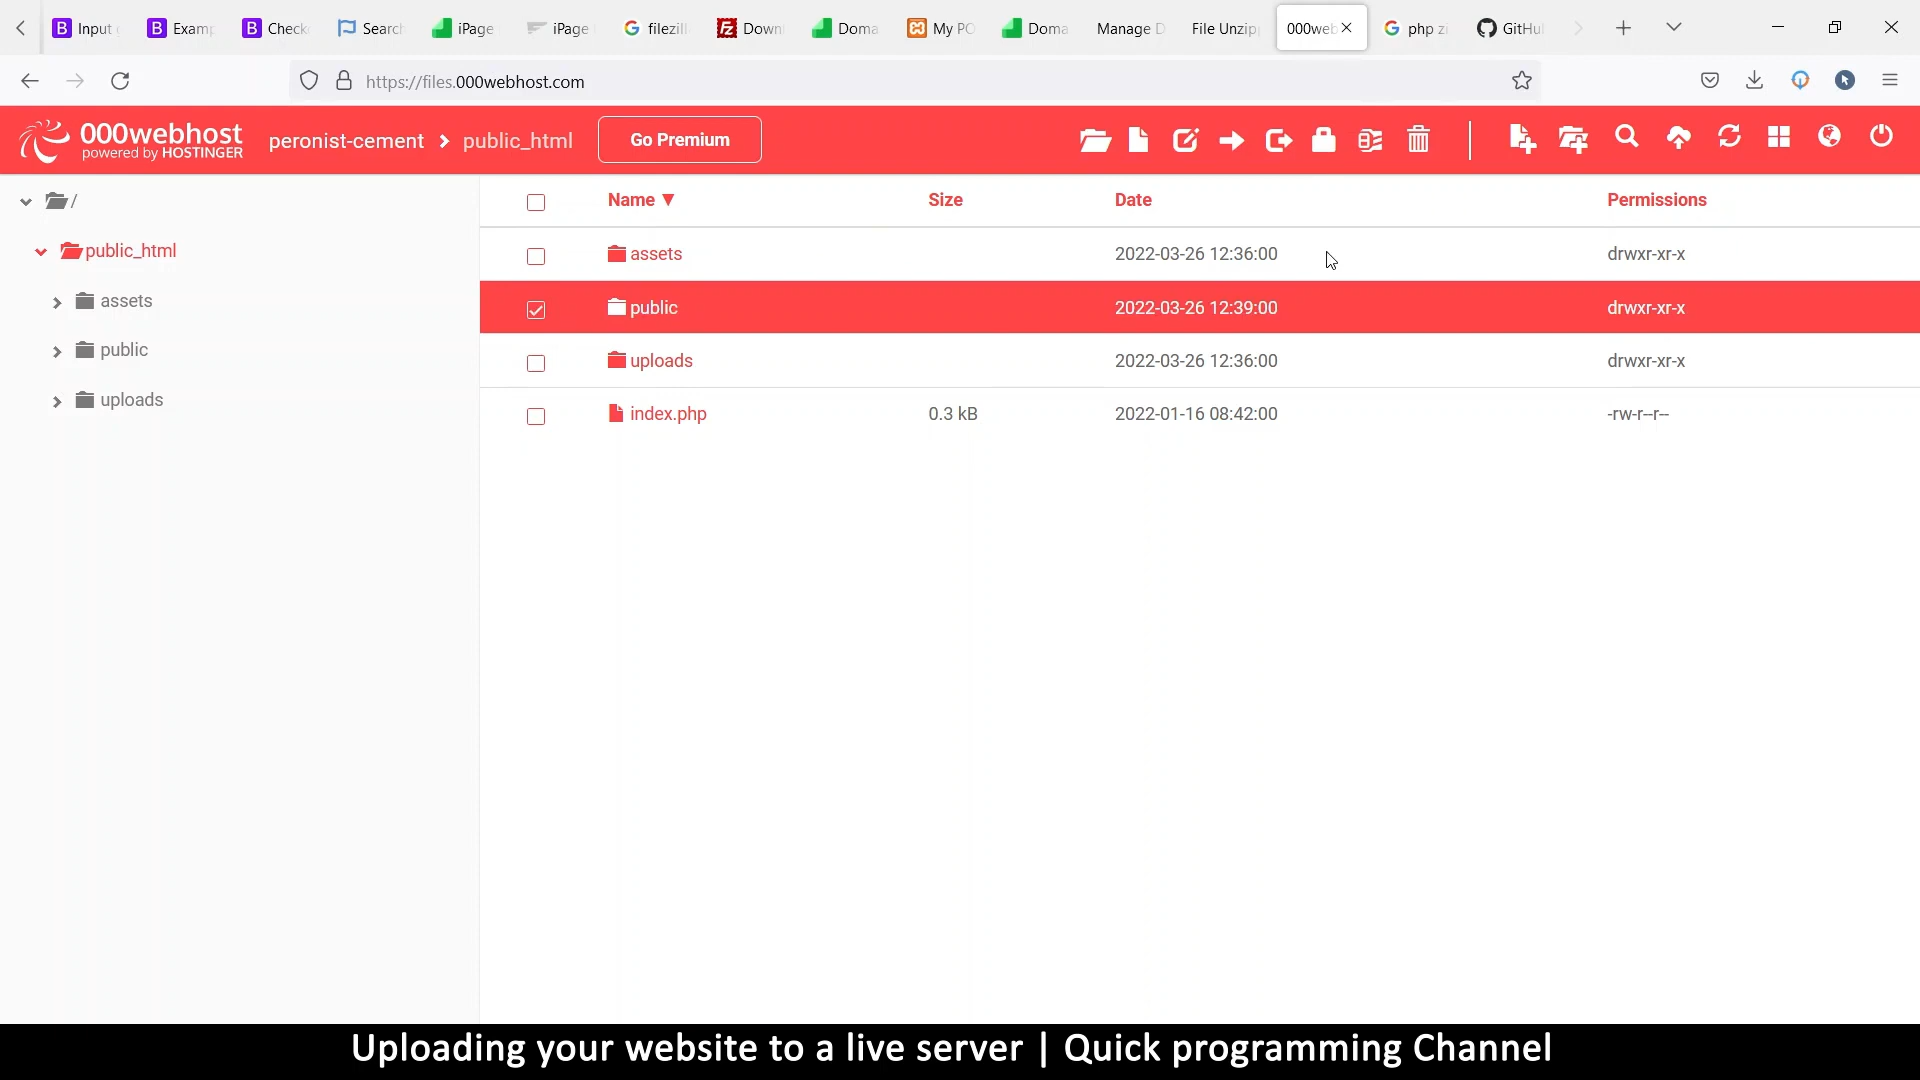 Input
Examp
Check
Search
iPage
iPage
filezill
Down
Doma
My PO
Doma
Manage D
File Unzip
000web
php zi
GitHu
https://files.000webhost.com
000webhost
powered by HOSTINGER
peronist-cement
public_html
Go Premium
/
public_html
assets
public
uploads
Name ▼ Size Date Permissions
assets 2022-03-26 12:36:00 drwxr-xr-x
public 2022-03-26 12:39:00 drwxr-xr-x
uploads 2022-03-26 12:36:00 drwxr-xr-x
index.php 0.3 kB 2022-01-16 08:42:00 -rw-r--r--
Uploading your website to a live server | Quick programming Channel